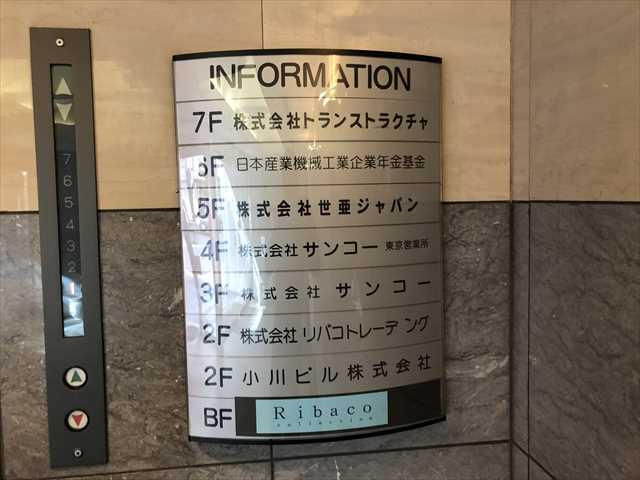 INFORMATION
7F 株式会社トランストラクチャ
6F 日本産業機械工業企業年金基金
5F 株式会社世亜ジャパン
4F 株式会社サンコー 東京営業所
3F 株式会社 サンコー
2F 株式会社リバコトレーディング
2F 小川ビル株式会社
BF Ribaco
collection
7
6
5
4
3
2